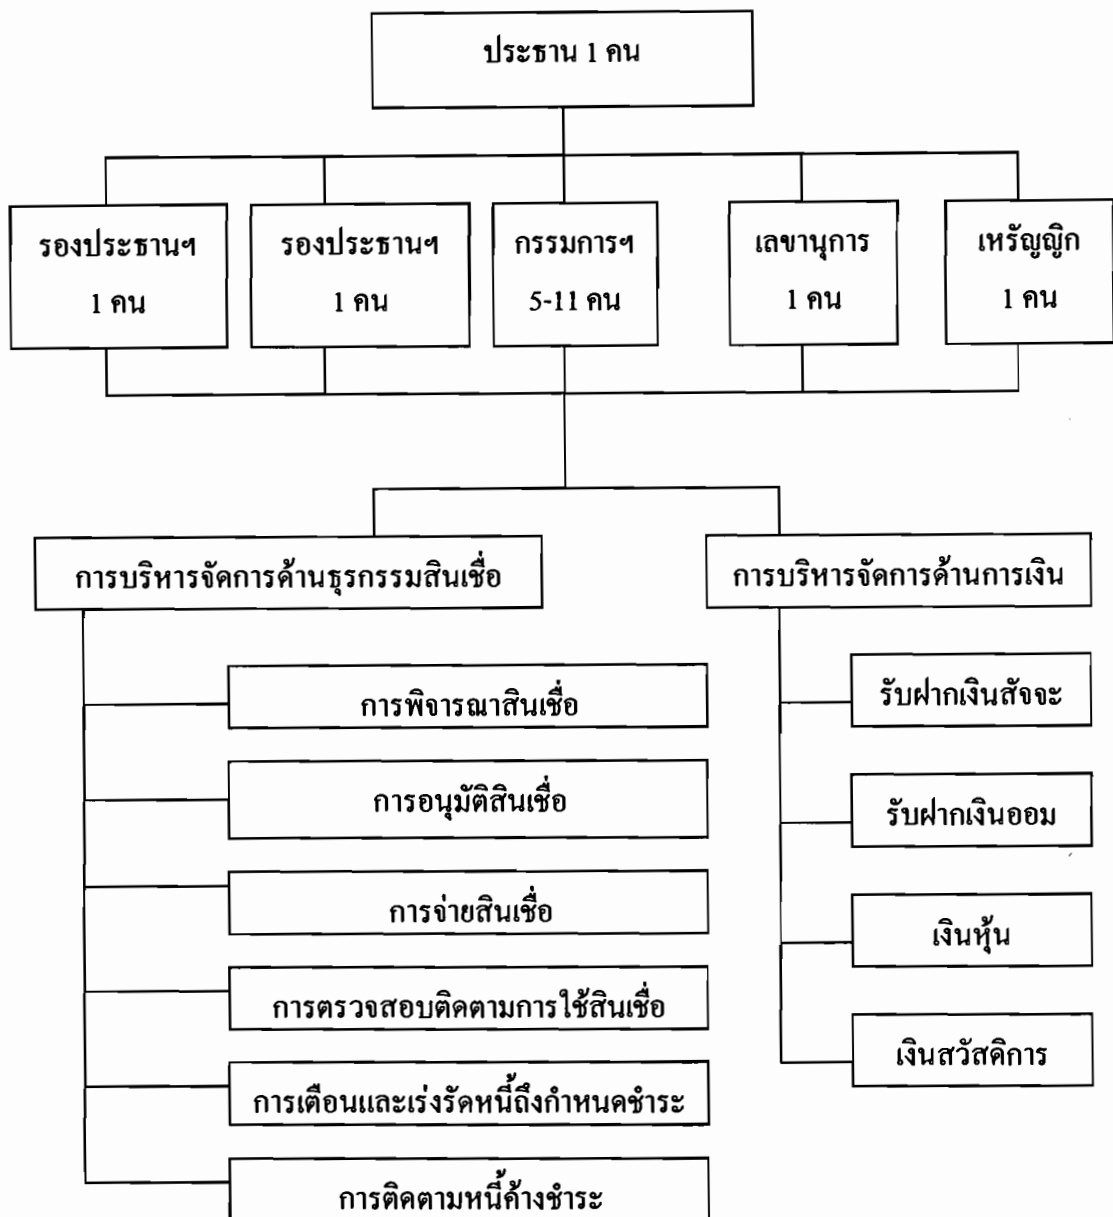 ประธาน 1 คน
รองประธานฯ
1 คน
รองประธานฯ
1 คน
กรรมการฯ
5-11 คน
เลขานุการ
1 คน
เหรัญญิก
1 คน
การบริหารจัดการด้านธุรกรรมสินเชื่อ
การพิจารณาสินเชื่อ
การอนุมัติสินเชื่อ
การจ่ายสินเชื่อ
การตรวจสอบติดตามการใช้สินเชื่อ
การเตือนและเร่งรัดหนี้ถึงกำหนดชำระ
การติดตามหนี้ค้างชำระ
การบริหารจัดการด้านการเงิน
รับฝากเงินสัจจะ
รับฝากเงินออม
เงินหุ้น
เงินสวัสดิการ